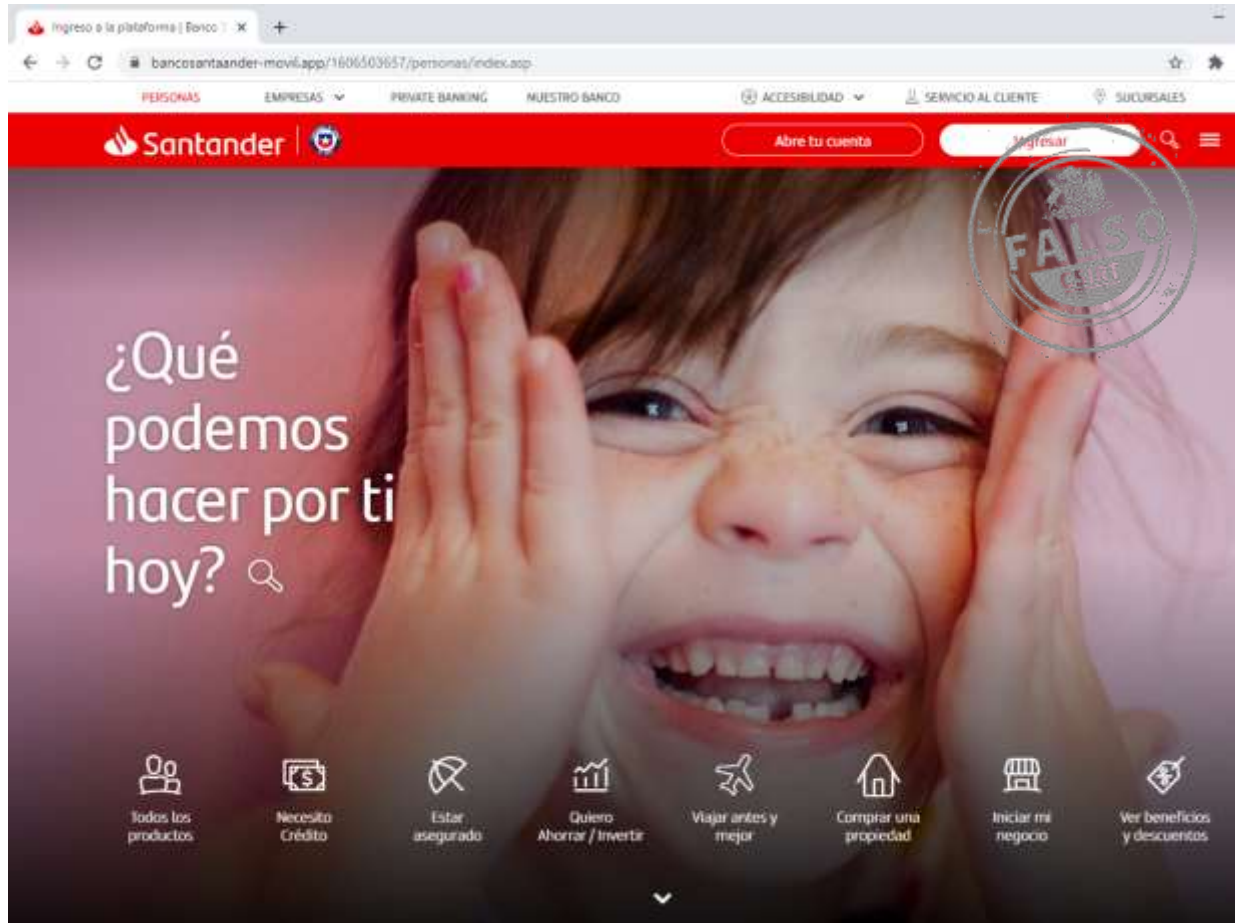 Ingreso a la plataforma | Banco
bancosantaander-movil.app/1606503657/personas/index.asp
PERSONAS EMPRESAS PRIVATE BANKING NUESTRO BANCO ACCESIBILIDAD SERVICIO AL CLIENTE SUCURSALES
Santander Abre tu cuenta Ingresar
FALSO
¿Qué
podemos
hacer por ti
hoy?
Todos los Necesito Estar Quiero Viajar antes y Comprar una Iniciar mi Ver beneficios
productos Crédito asegurado Ahorrar / Invertir mejor propiedad negocio y descuentos